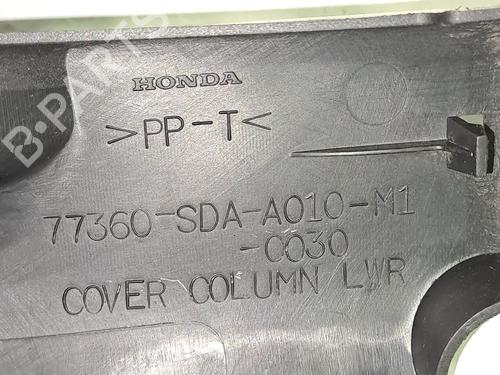 B-PARTS
HONDA
>PP-T<
77360-SDA-A010-M1
-C030
COVER COLUMN LWR